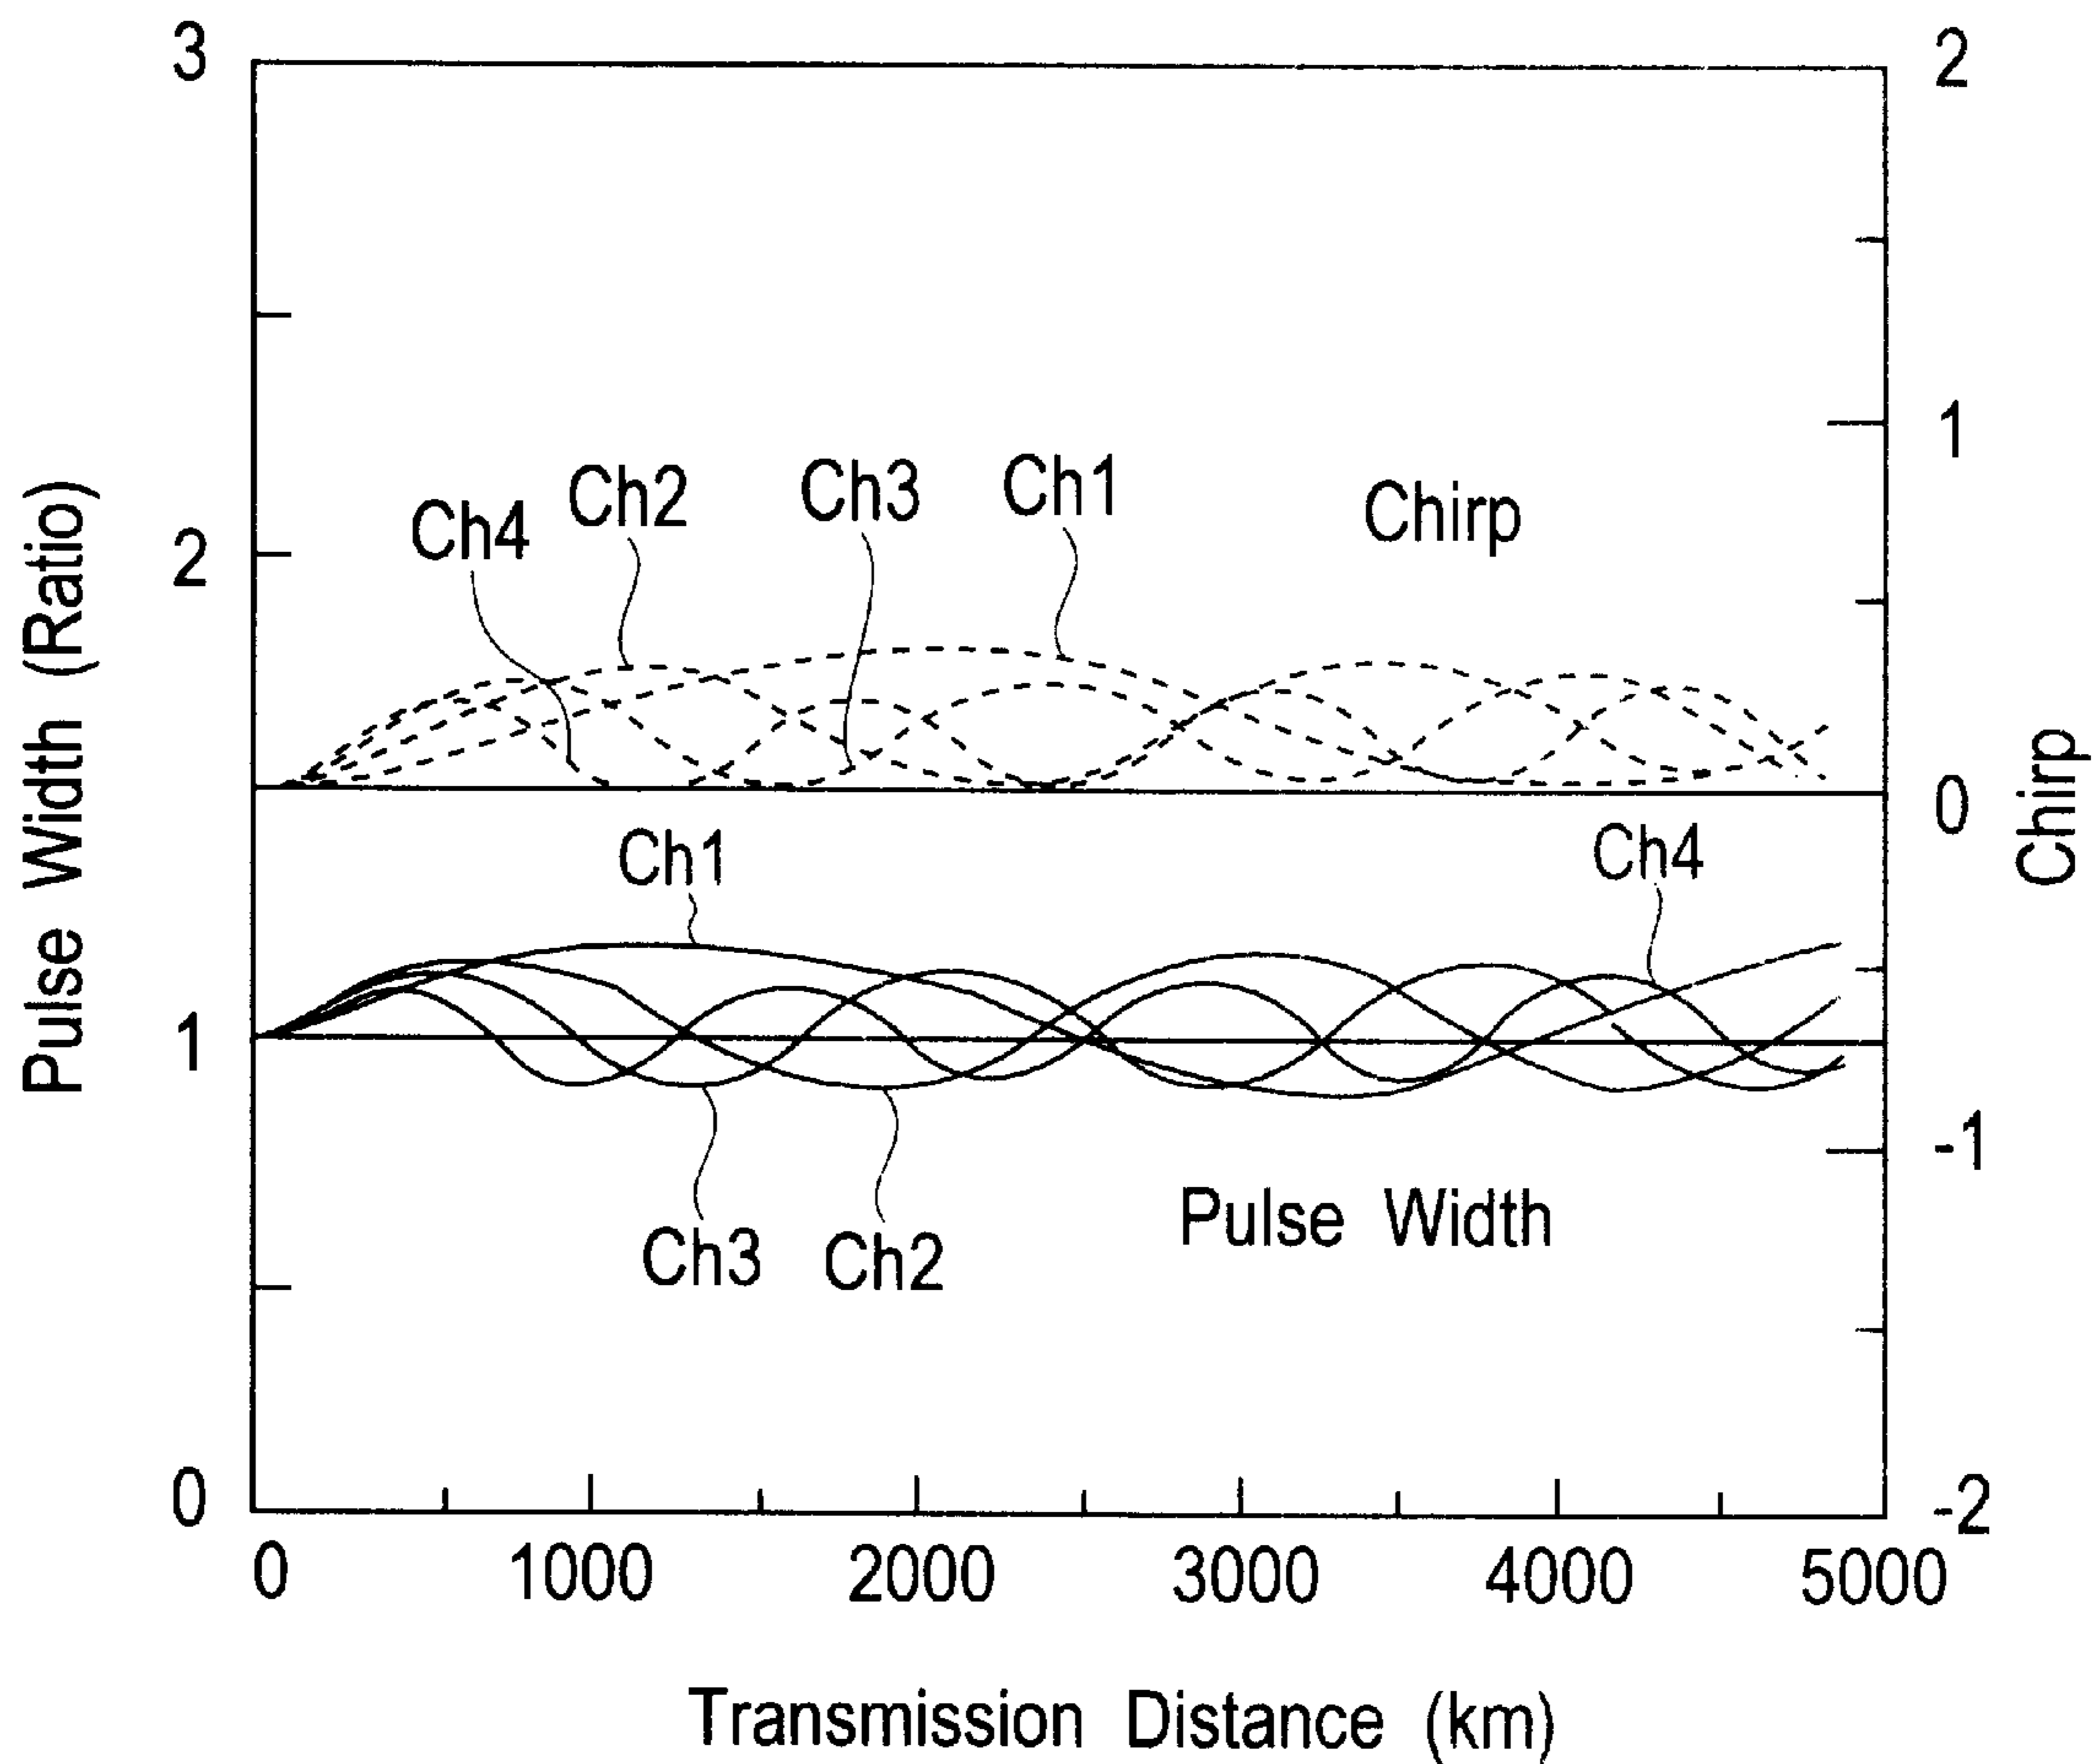 3
2
1
0
Pulse Width (Ratio)
2
1
0
-1
-2
Chirp
Ch4
Ch2
Ch3
Ch1
Chirp
Ch1
Ch4
Ch3
Ch2
Pulse Width
0
1000
2000
3000
4000
5000
Transmission Distance (km)